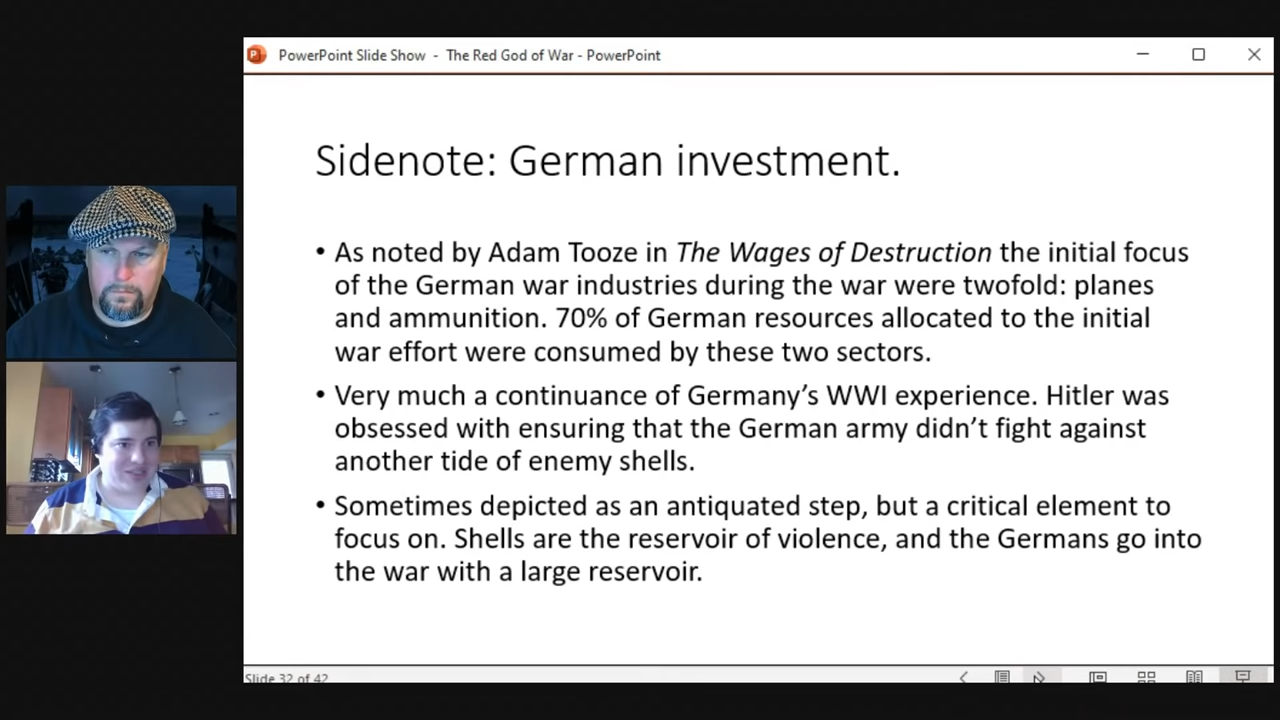 PowerPoint Slide Show - The Red God of War - PowerPoint
Sidenote: German investment.
• As noted by Adam Tooze in The Wages of Destruction the initial focus
of the German war industries during the war were twofold: planes
and ammunition. 70% of German resources allocated to the initial
war effort were consumed by these two sectors.
• Very much a continuance of Germany’s WWI experience. Hitler was
obsessed with ensuring that the German army didn’t fight against
another tide of enemy shells.
• Sometimes depicted as an antiquated step, but a critical element to
focus on. Shells are the reservoir of violence, and the Germans go into
the war with a large reservoir.
Slide 32 of 42